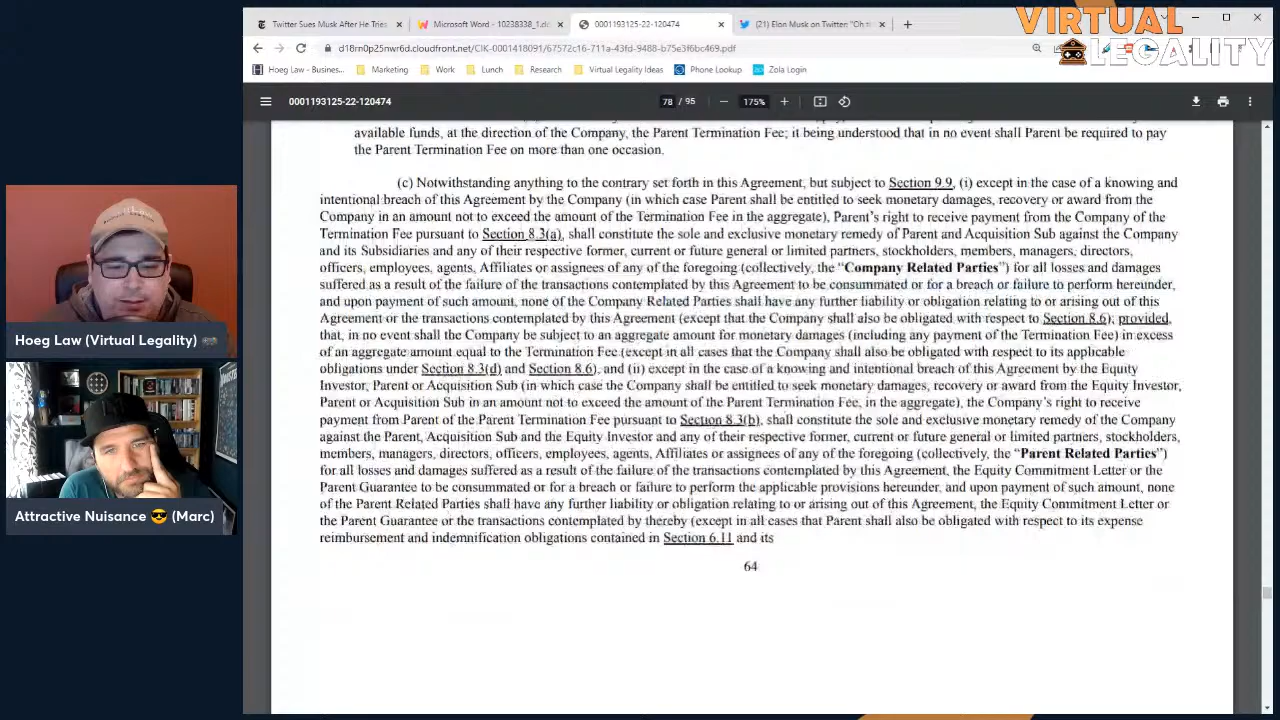 VIRTUAL
LEGALITY
Twitter Sues Musk After He Tries
Microsoft Word - 10238338_1.do
0001193125-22-120474
(21) Elon Musk on Twitter: "Oh t
d18rn0p25nwr6d.cloudfront.net/CIK-0001418091/67572c16-711a-43fd-9488-b75e3f6bc469.pdf
Hoeg Law - Busines...
Marketing
Work
Lunch
Research
Virtual Legality Ideas
Phone Lookup
Zola Login
0001193125-22-120474
78 / 95
175%
available funds, at the direction of the Company, the Parent Termination Fee; it being understood that in no event shall Parent be required to pay
the Parent Termination Fee on more than one occasion.
(c) Notwithstanding anything to the contrary set forth in this Agreement, but subject to Section 9.9, (i) except in the case of a knowing and
intentional breach of this Agreement by the Company (in which case Parent shall be entitled to seek monetary damages, recovery or award from the
Company in an amount not to exceed the amount of the Termination Fee in the aggregate), Parent's right to receive payment from the Company of the
Termination Fee pursuant to Section 8.3(a), shall constitute the sole and exclusive monetary remedy of Parent and Acquisition Sub against the Company
and its Subsidiaries and any of their respective former, current or future general or limited partners, stockholders, members, managers, directors,
officers, employees, agents, Affiliates or assignees of any of the foregoing (collectively, the "Company Related Parties") for all losses and damages
suffered as a result of the failure of the transactions contemplated by this Agreement to be consummated or for a breach or failure to perform hereunder,
and upon payment of such amount, none of the Company Related Parties shall have any further liability or obligation relating to or arising out of this
Agreement or the transactions contemplated by this Agreement (except that the Company shall also be obligated with respect to Section 8.6); provided,
that, in no event shall the Company be subject to an aggregate amount for monetary damages (including any payment of the Termination Fee) in excess
of an aggregate amount equal to the Termination Fee (except in all cases that the Company shall also be obligated with respect to its applicable
obligations under Section 8.3(d) and Section 8.6), and (ii) except in the case of a knowing and intentional breach of this Agreement by the Equity
Investor, Parent or Acquisition Sub (in which case the Company shall be entitled to seek monetary damages, recovery or award from the Equity Investor,
Parent or Acquisition Sub in an amount not to exceed the amount of the Parent Termination Fee, in the aggregate), the Company's right to receive
payment from Parent of the Parent Termination Fee pursuant to Section 8.3(b), shall constitute the sole and exclusive monetary remedy of the Company
against the Parent, Acquisition Sub and the Equity Investor and any of their respective former, current or future general or limited partners, stockholders,
members, managers, directors, officers, employees, agents, Affiliates or assignees of any of the foregoing (collectively, the "Parent Related Parties")
for all losses and damages suffered as a result of the failure of the transactions contemplated by this Agreement, the Equity Commitment Letter or the
Parent Guarantee to be consummated or for a breach or failure to perform the applicable provisions hereunder, and upon payment of such amount, none
of the Parent Related Parties shall have any further liability or obligation relating to or arising out of this Agreement, the Equity Commitment Letter or
the Parent Guarantee or the transactions contemplated by thereby (except in all cases that Parent shall also be obligated with respect to its expense
reimbursement and indemnification obligations contained in Section 6.11 and its
64
Hoeg Law (Virtual Legality) 🎮
Attractive Nuisance 😎 (Marc)